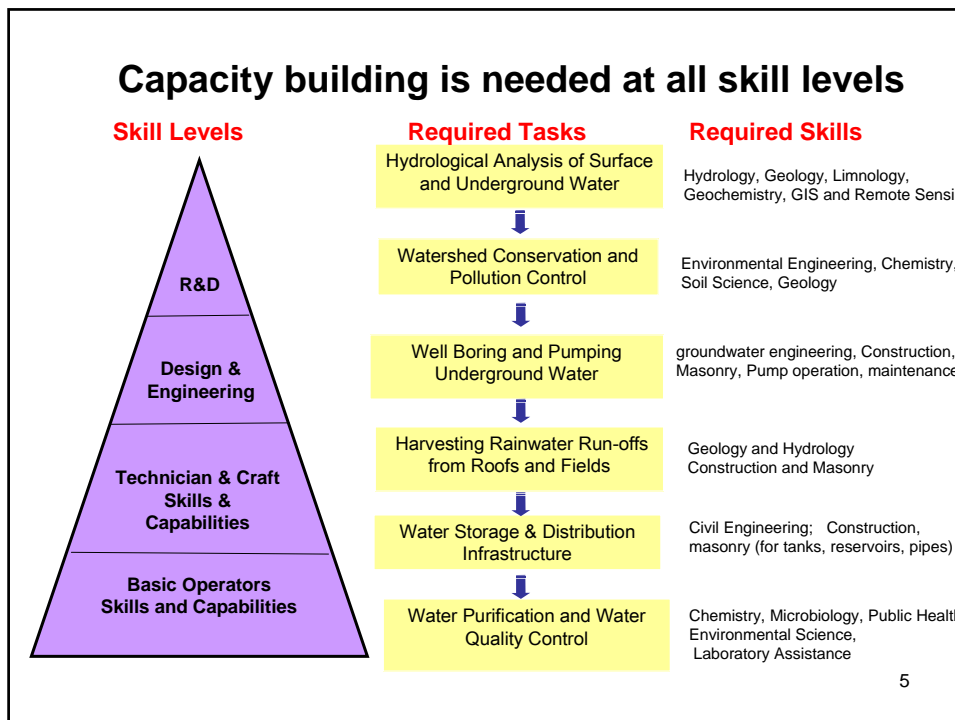 Capacity building is needed at all skill levels
Skill Levels
R&D
Design &
Engineering
Technician & Craft
Skills &
Capabilities
Basic Operators
Skills and Capabilities
Required Tasks
Hydrological Analysis of Surface
and Underground Water
Watershed Conservation and
Pollution Control
Well Boring and Pumping
Underground Water
Harvesting Rainwater Run-offs
from Roofs and Fields
Water Storage & Distribution
Infrastructure
Water Purification and Water
Quality Control
Required Skills
Hydrology, Geology, Limnology,
Geochemistry, GIS and Remote Sensi
Environmental Engineering, Chemistry,
Soil Science, Geology
groundwater engineering, Construction,
Masonry, Pump operation, maintenance
Geology and Hydrology
Construction and Masonry
Civil Engineering; Construction,
masonry (for tanks, reservoirs, pipes)
Chemistry, Microbiology, Public Health
Environmental Science,
Laboratory Assistance
5